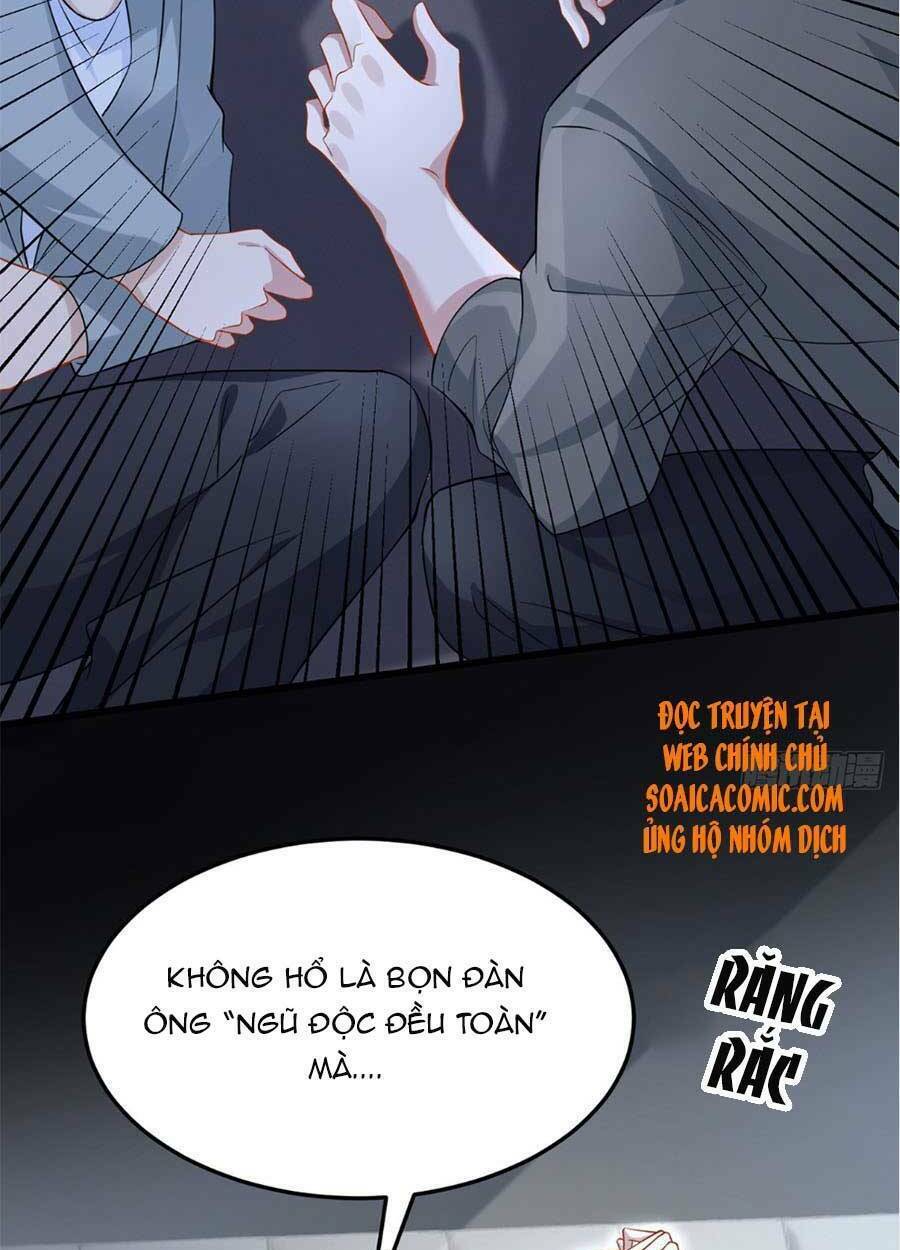 ĐỌC TRUYỆN TẠI
WEB CHÍNH CHỦ
SOAICACOMIC.COM
ỦNG HỘ NHÓM DỊCH
KHÔNG HỔ LÀ BỌN ĐÀN
ÔNG “NGŨ ĐỘC ĐỀU TOÀN”
MÀ....
RĂNG
RẮC